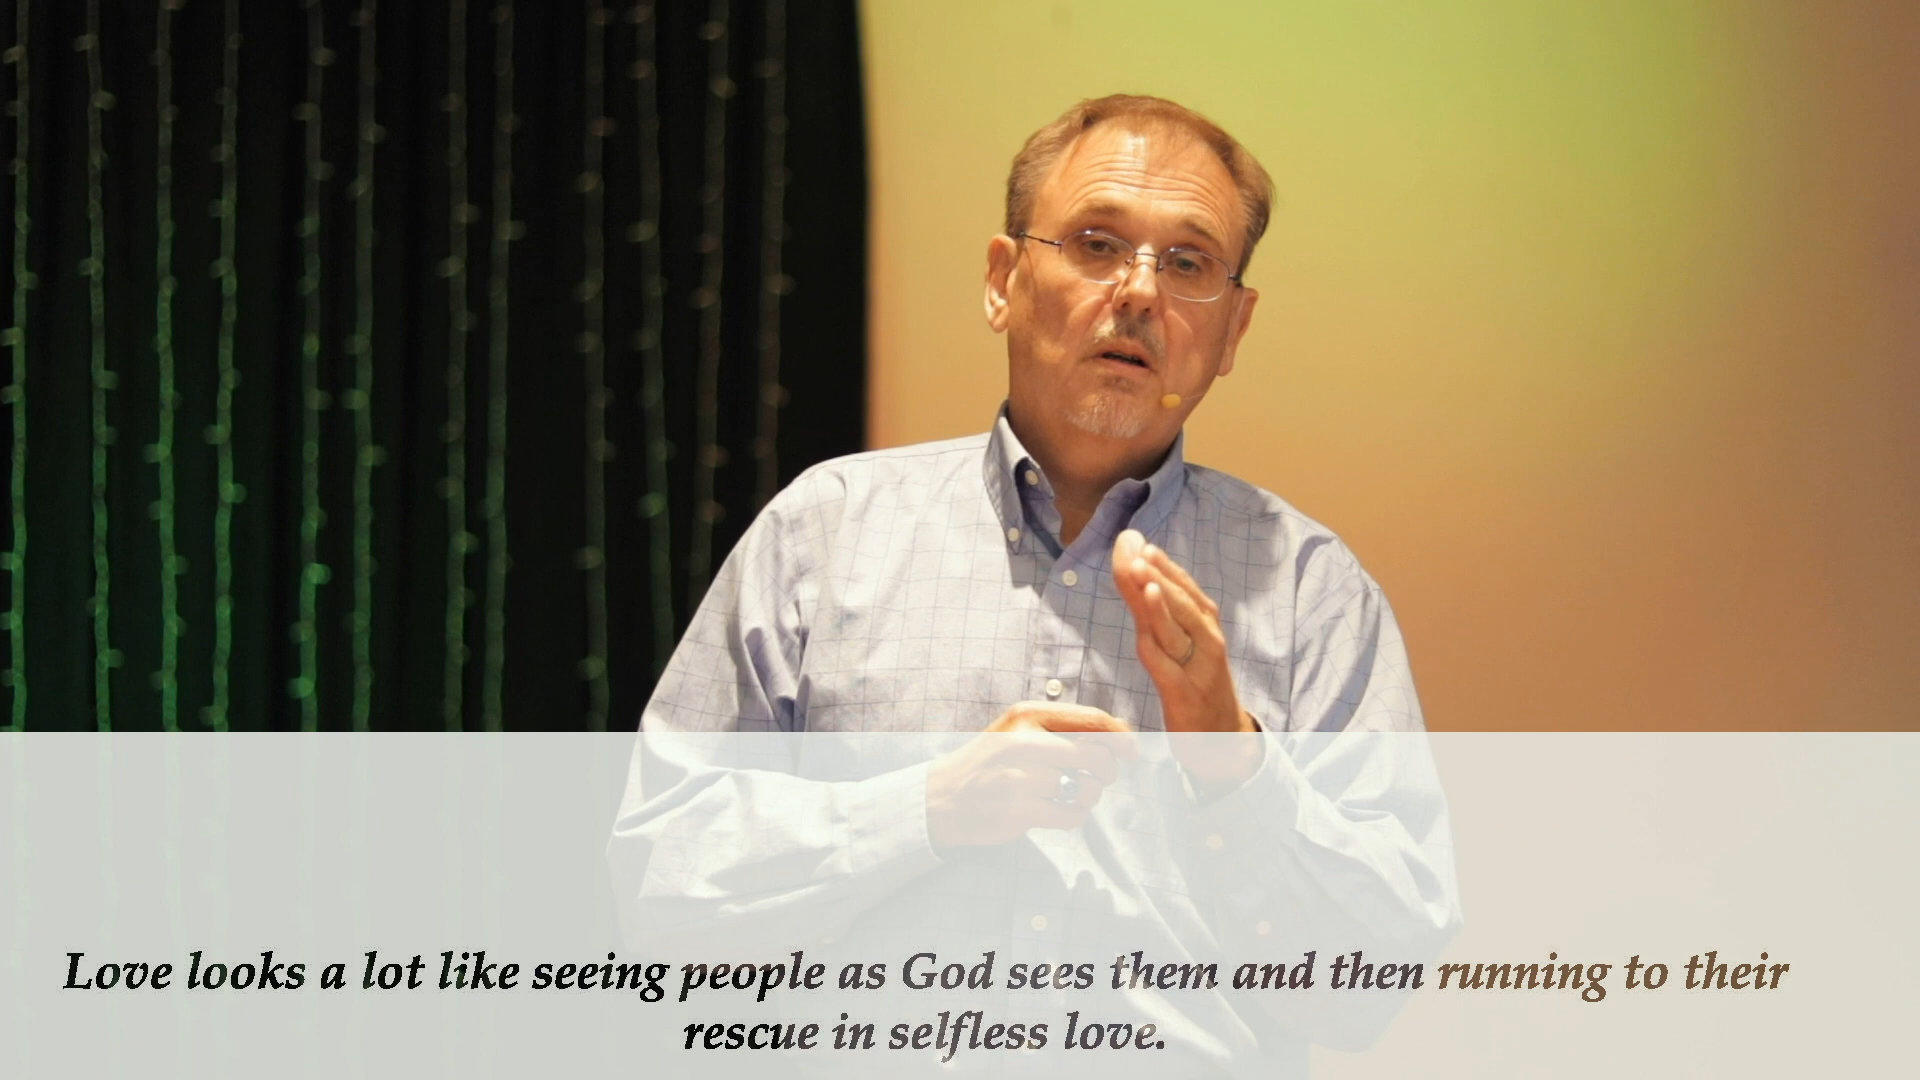 Love looks a lot like seeing people as God sees them and then running to their
rescue in selfless love.